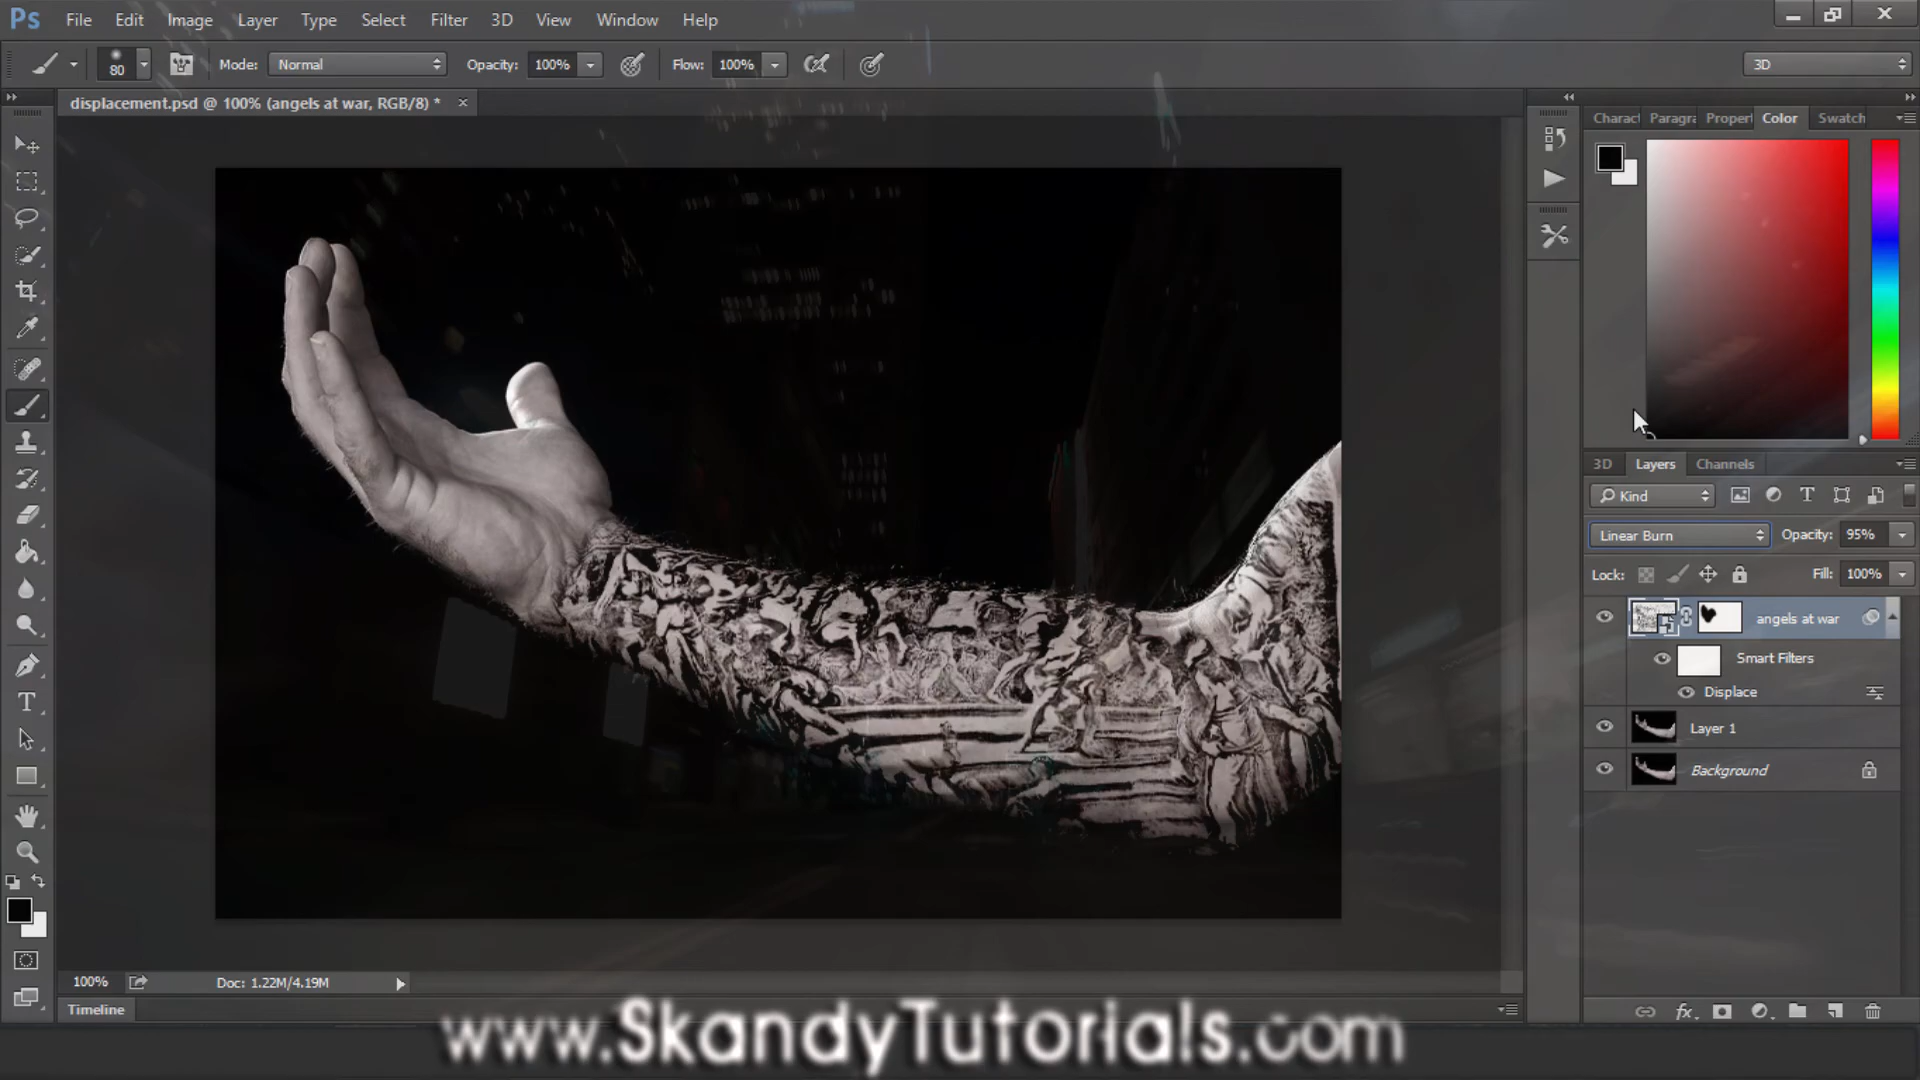 Ps File Edit Image Layer Type Select Filter 3D View Window Help
80 Mode: Normal Opacity: 100% Flow: 100% 3D
displacement.psd @ 100% (angels at war, RGB/8) *
Charact Paragra Propert Color Swatch
3D Layers Channels
Kind
Linear Burn Opacity: 95%
Lock: Fill: 100%
angels at war
Smart Filters
Displace
Layer 1
Background
100% Doc: 1.22M/4.19M
Timeline
www.SkandyTutorials.com